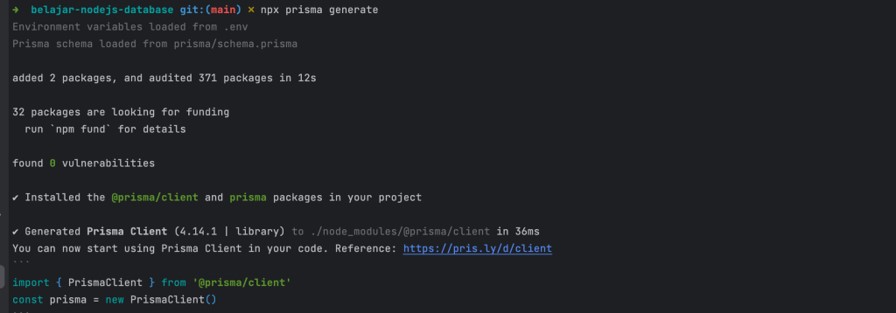 → belajar-nodejs-database git:(main) ✗ npx prisma generate
Environment variables loaded from .env
Prisma schema loaded from prisma/schema.prisma
added 2 packages, and audited 371 packages in 12s
32 packages are looking for funding
  run `npm fund` for details
found 0 vulnerabilities
✔ Installed the @prisma/client and prisma packages in your project
✔ Generated Prisma Client (4.14.1 | library) to ./node_modules/@prisma/client in 36ms
You can now start using Prisma Client in your code. Reference: https://pris.ly/d/client
```
import { PrismaClient } from '@prisma/client'
const prisma = new PrismaClient()
```